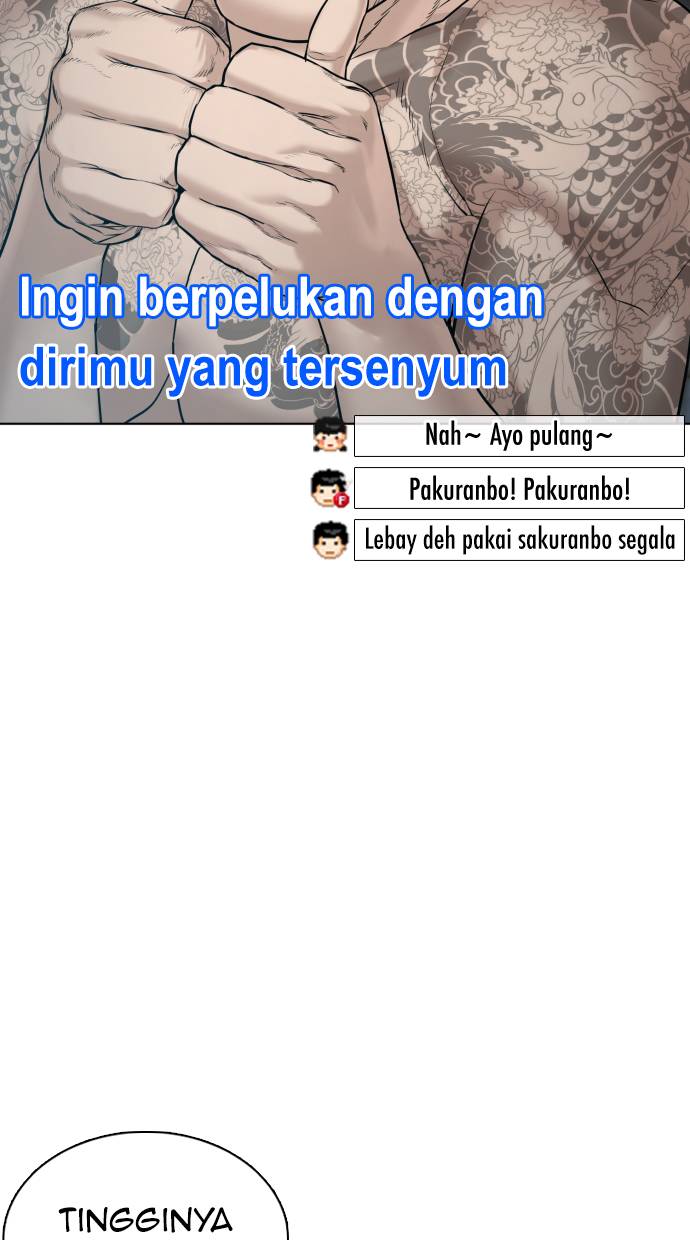 Ingin berpelukan dengan
dirimu yang tersenyum
Nah~ Ayo pulang~
Pakuranbo! Pakuranbo!
F
Lebay deh pakai sakuranbo segala
TINGGINYA